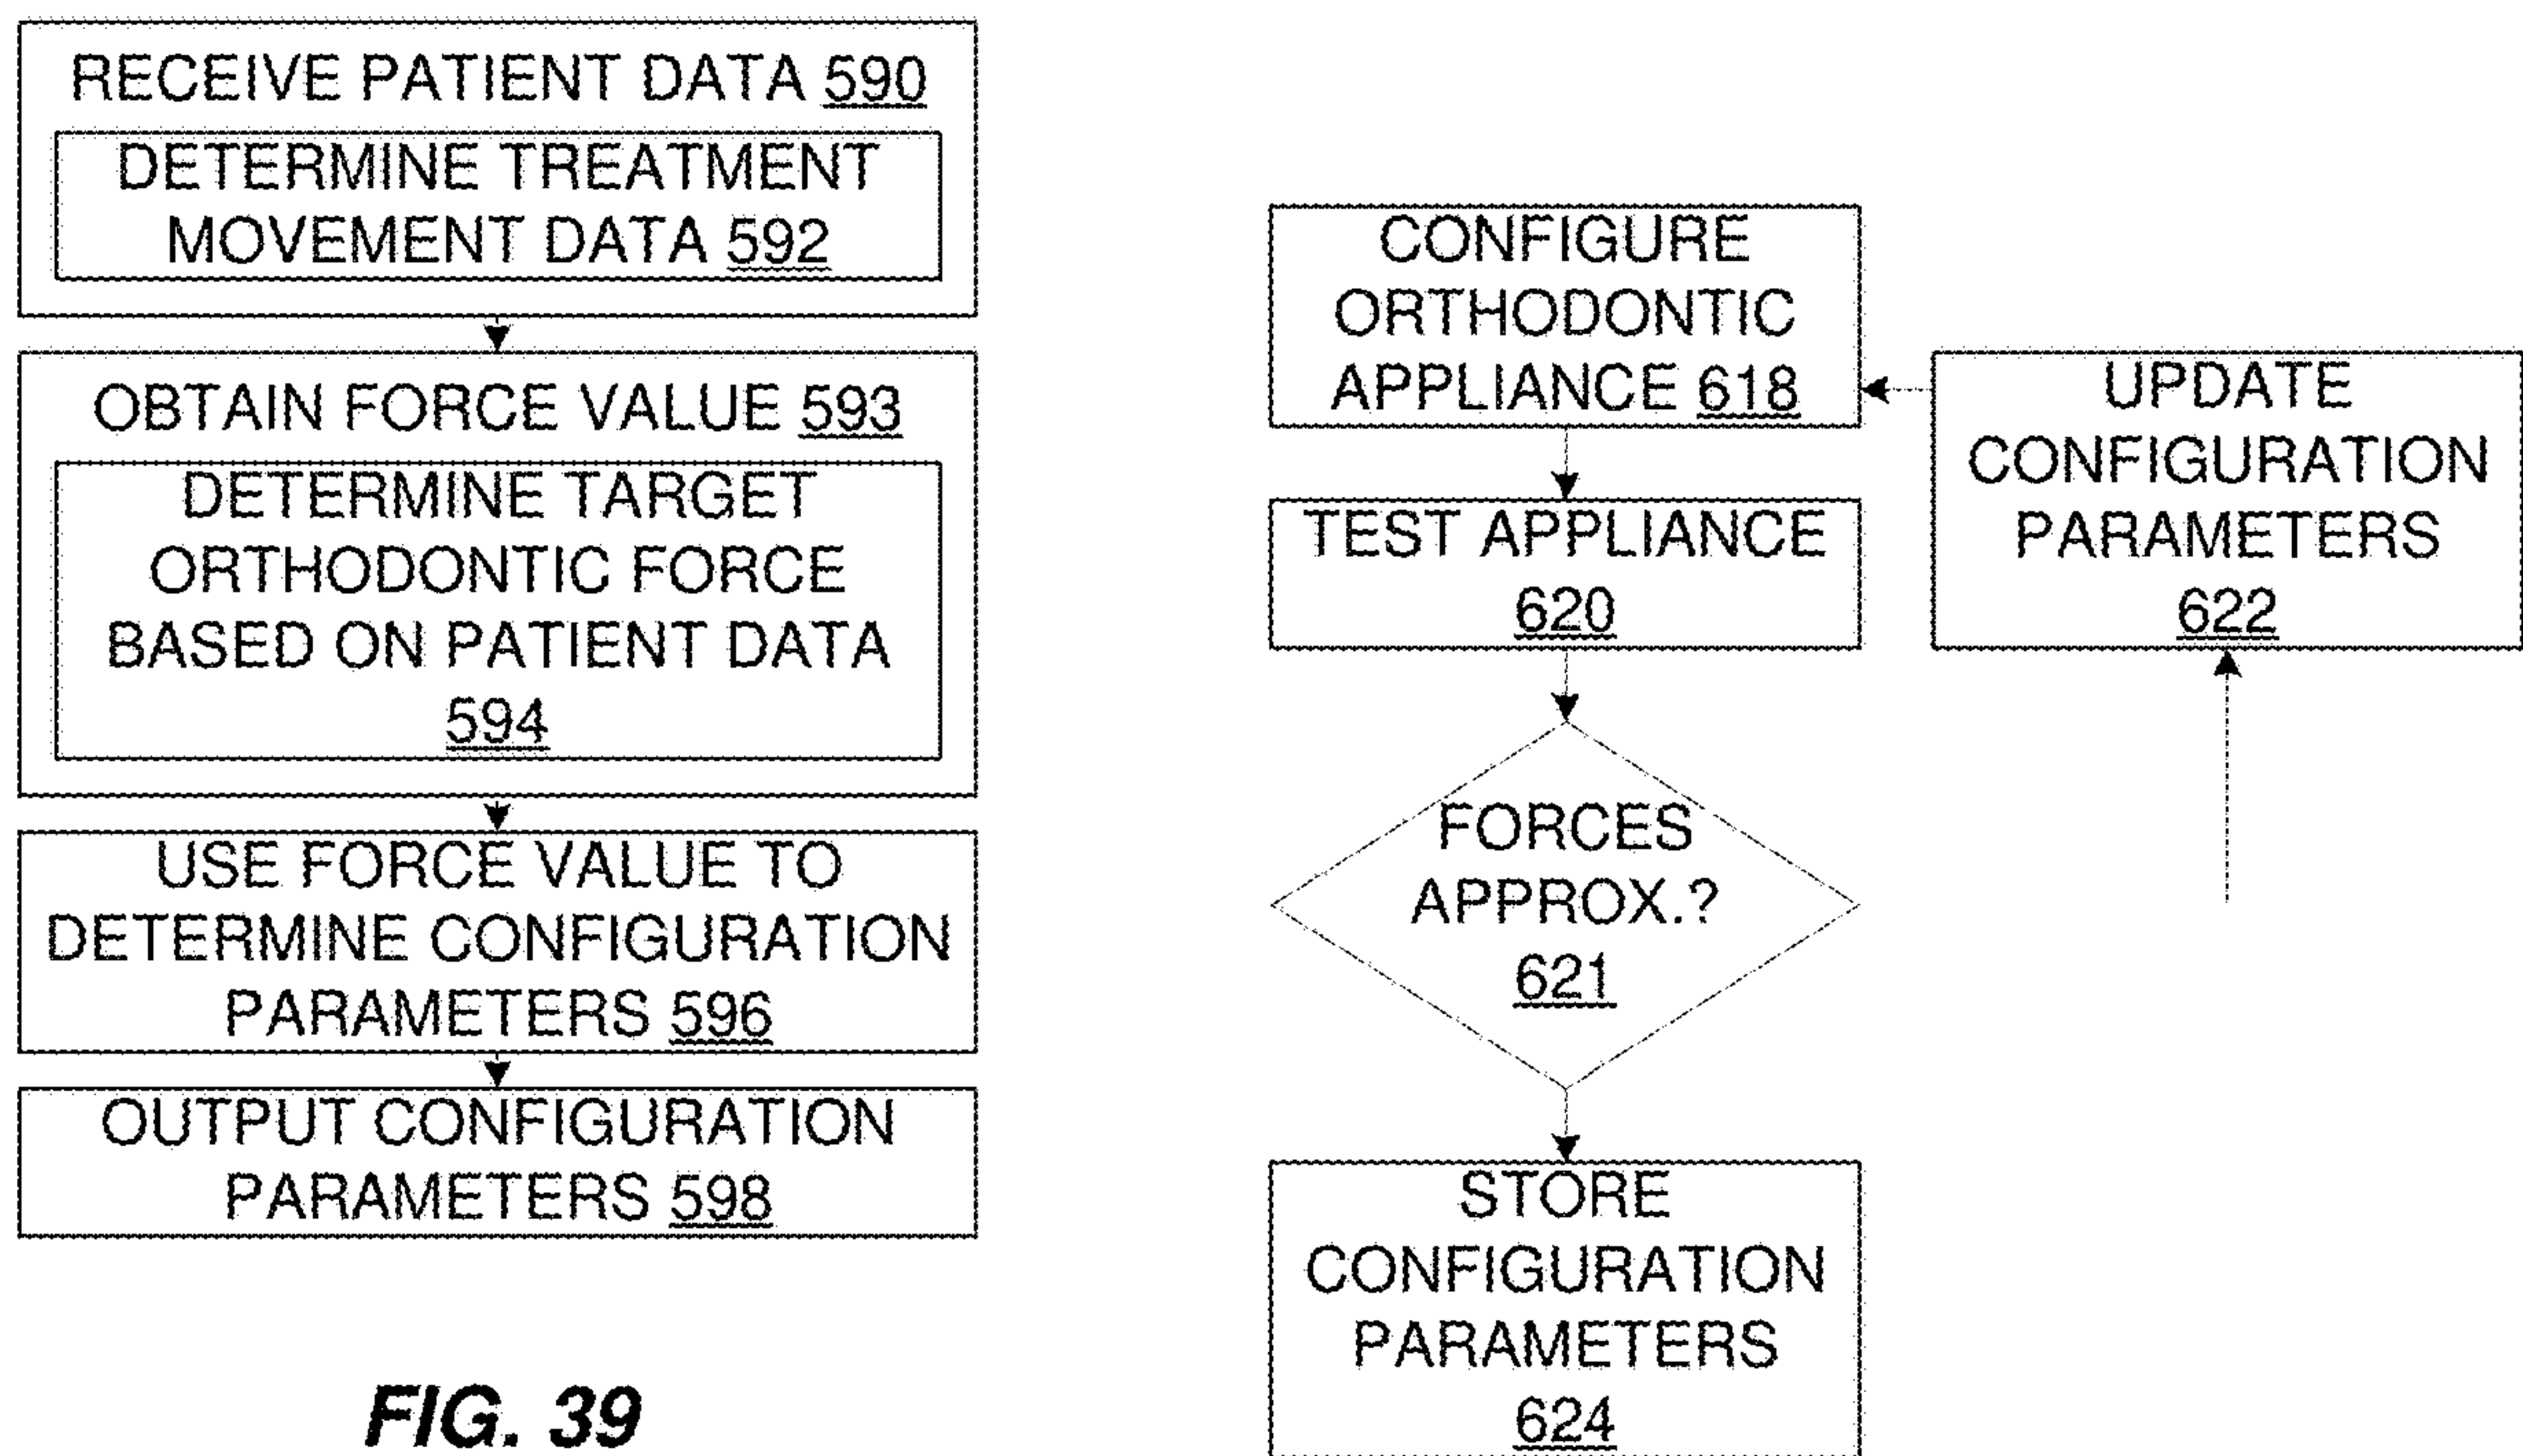 RECEIVE PATIENT DATA 590
DETERMINE TREATMENT
MOVEMENT DATA 592
OBTAIN FORCE VALUE 593
DETERMINE TARGET
ORTHODONTIC FORCE
BASED ON PATIENT DATA
594
USE FORCE VALUE TO
DETERMINE CONFIGURATION
PARAMETERS 596
OUTPUT CONFIGURATION
PARAMETERS 598
FIG. 39
CONFIGURE
ORTHODONTIC
APPLIANCE 618
TEST APPLIANCE
620
FORCES
APPROX.?
621
STORE
CONFIGURATION
PARAMETERS
624
UPDATE
CONFIGURATION
PARAMETERS
622